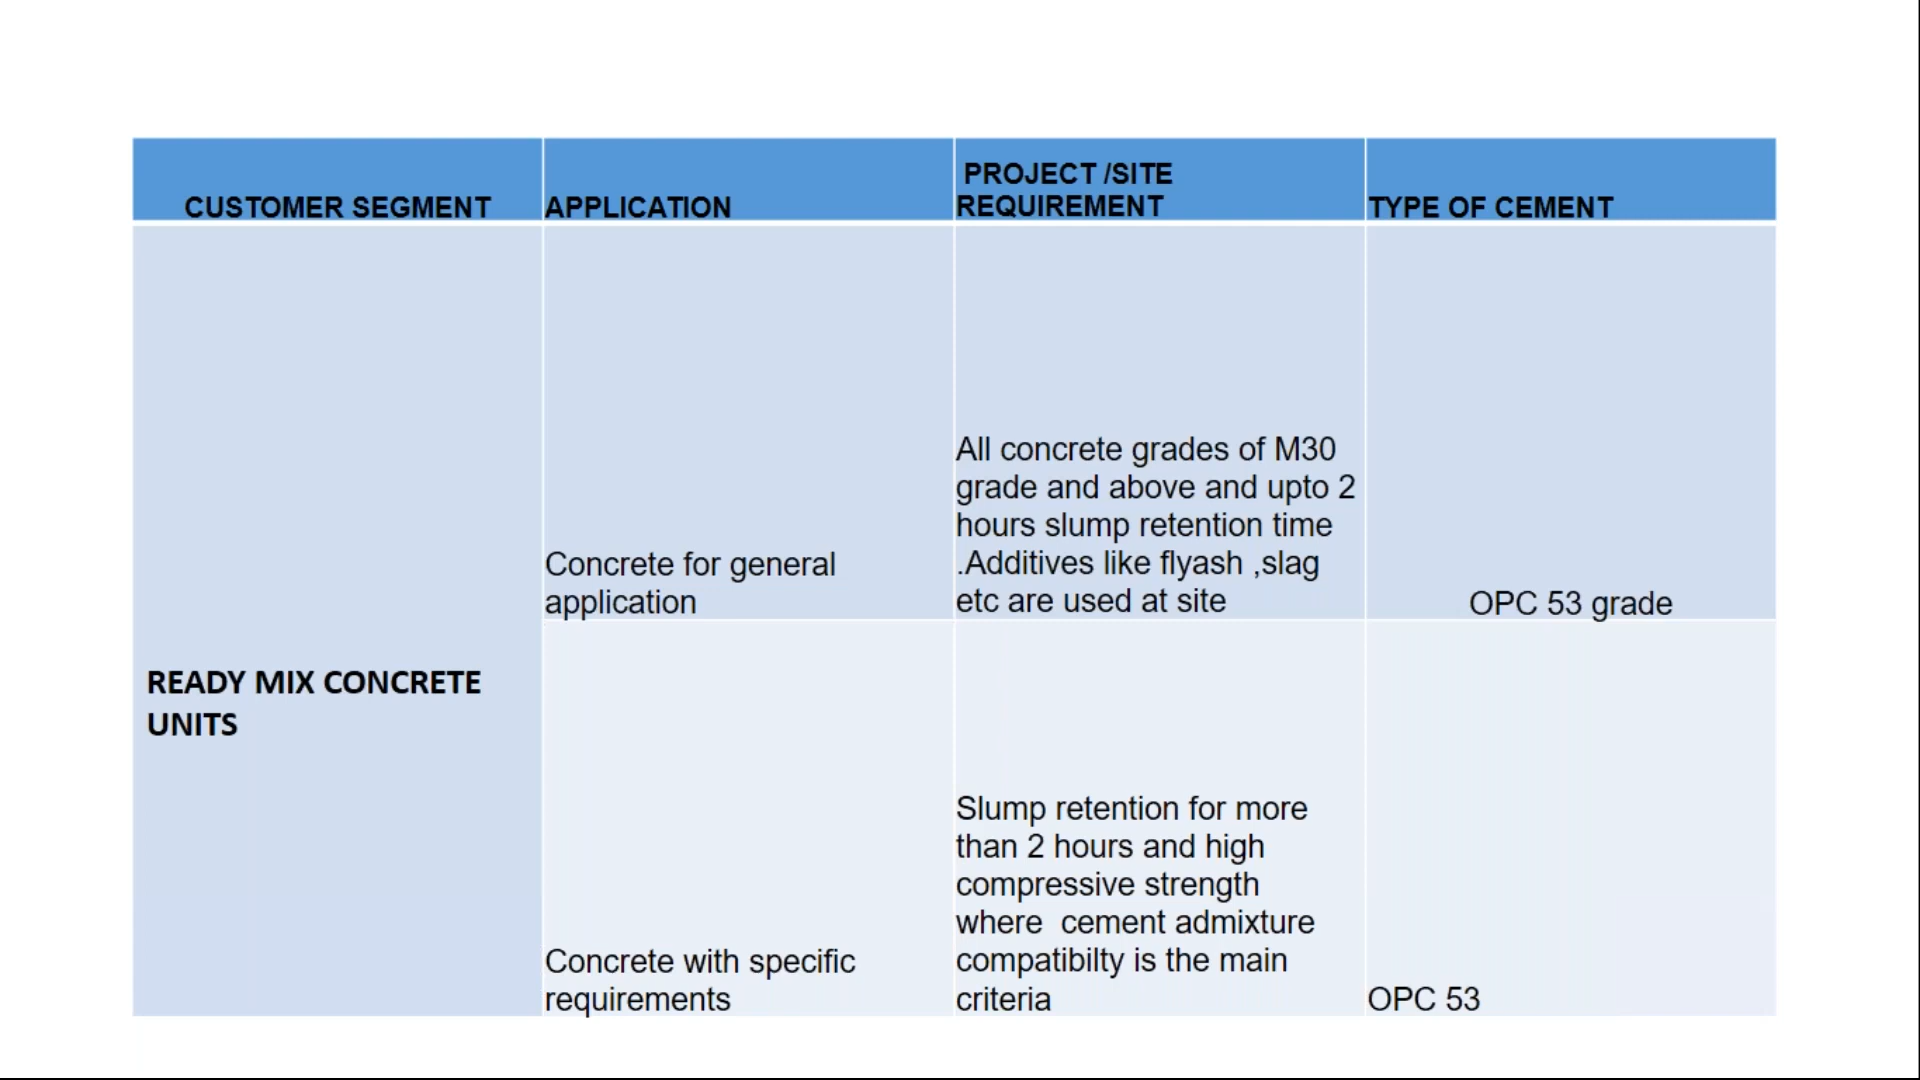 CUSTOMER SEGMENT
APPLICATION
PROJECT /SITE
REQUIREMENT
TYPE OF CEMENT
READY MIX CONCRETE
UNITS
Concrete for general
application
All concrete grades of M30
grade and above and upto 2
hours slump retention time
.Additives like flyash ,slag
etc are used at site
OPC 53 grade
Concrete with specific
requirements
Slump retention for more
than 2 hours and high
compressive strength
where  cement admixture
compatibilty is the main
criteria
OPC 53